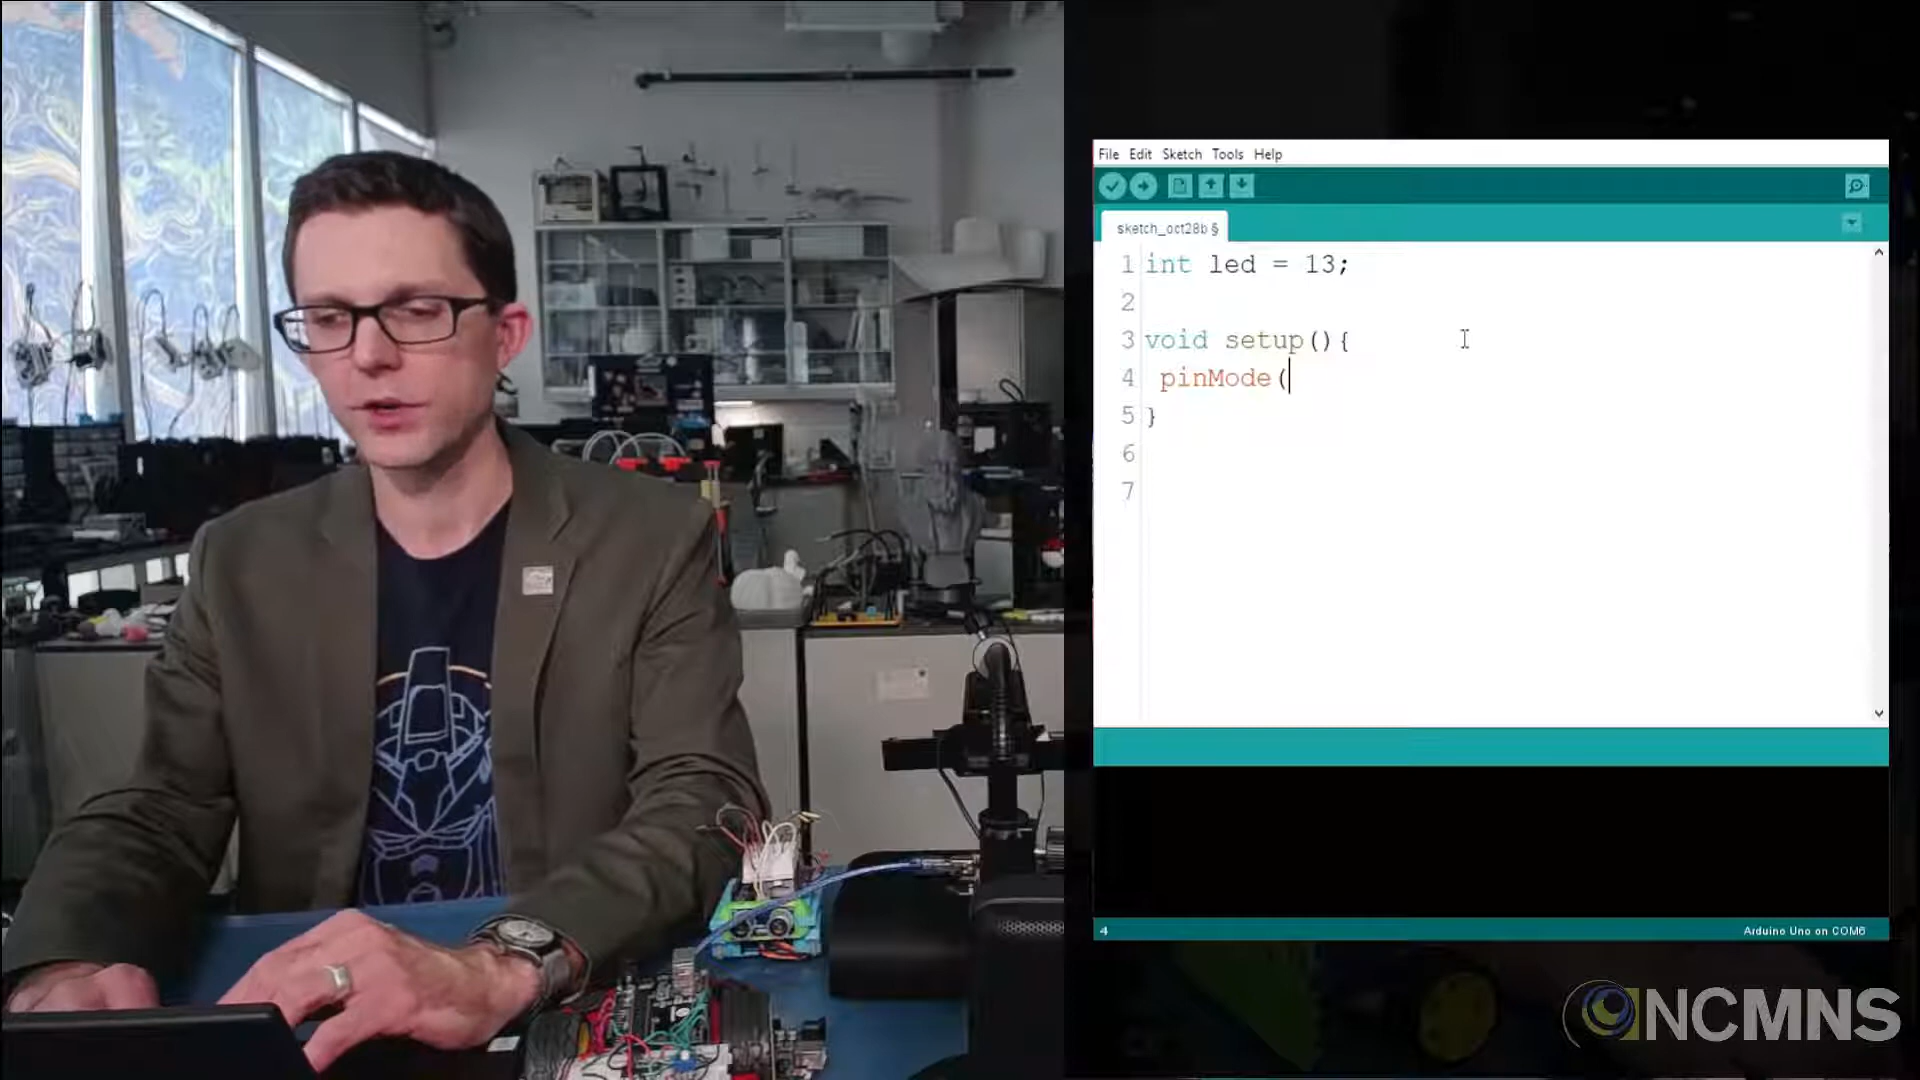 File Edit Sketch Tools Help
sketch_oct28b §
1 int led = 13;
2
3 void setup(){
4 pinMode(
5 }
6
7
4
Arduino Uno on COM6
NCMNS